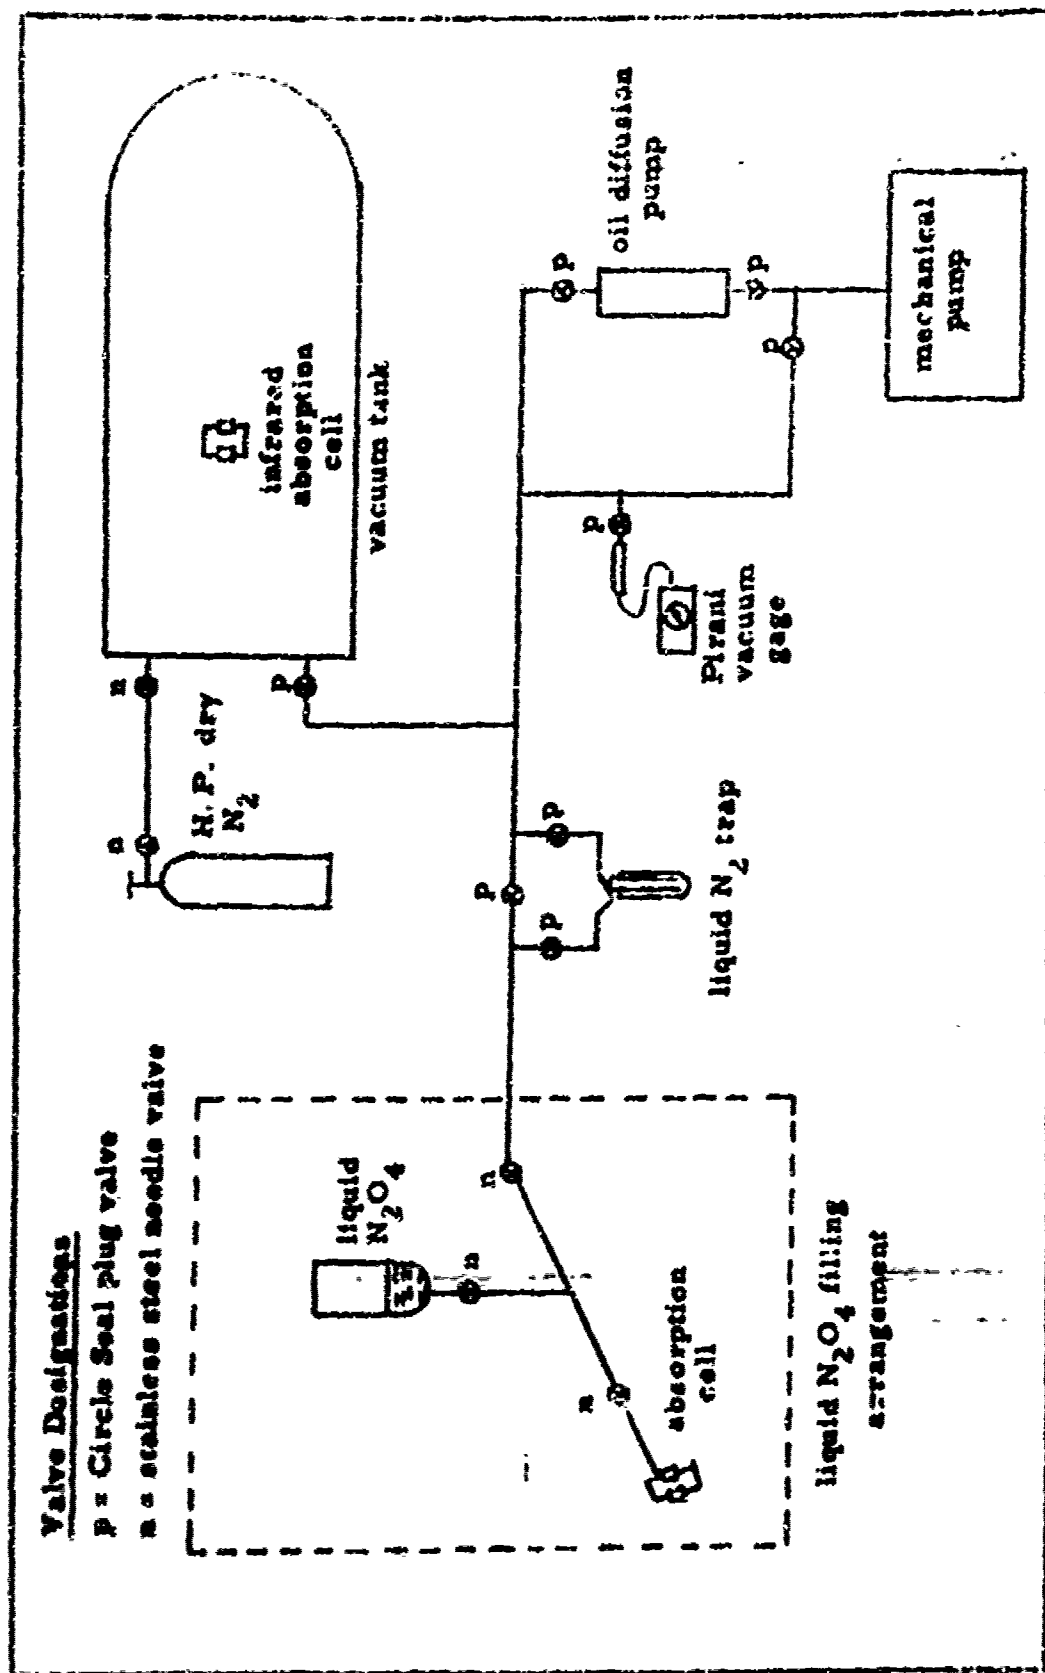 Valve Designations
p = Circle Seal plug valve
n = stainless steel needle valve
n
n
H. P. dry
N2
p
infrared
absorption
cell
vacuum tank
liquid
N2O4
n
n
n
absorption
cell
liquid N2O4 filling
arrangement
p
p
p
liquid N2 trap
p
Pirani
vacuum
gage
p
oil diffusion
pump
p
p
mechanical
pump